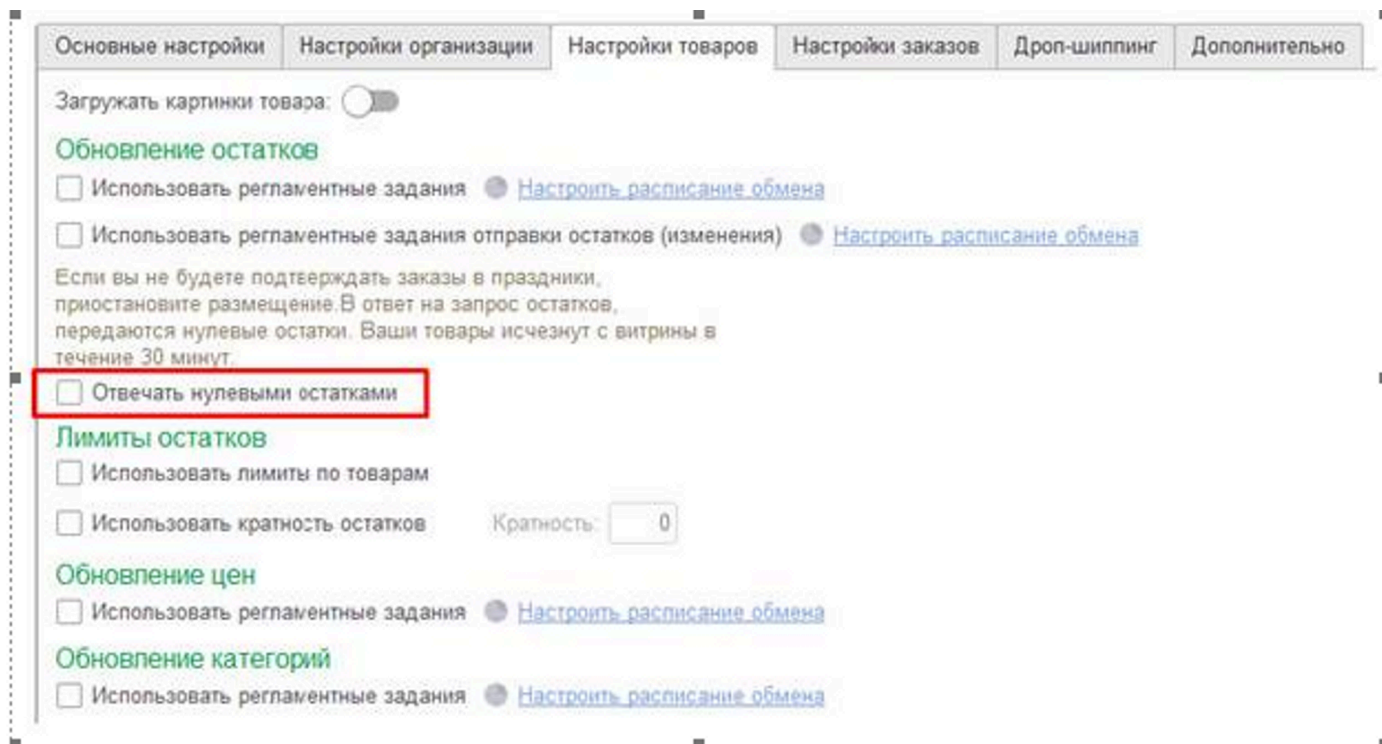 Основные настройки Настройки организации Настройки товаров Настройки заказов Дроп-шиппинг Дополнительно
Загружать картинки товара:
Обновление остатков
Использовать регламентные задания Настроить расписание обмена
Использовать регламентные задания отправки остатков (изменения) Настроить расписание обмена
Если вы не будете подтверждать заказы в праздники,
приостановите размещение.В ответ на запрос остатков,
передаются нулевые остатки. Ваши товары исчезнут с витрины в
течение 30 минут.
Отвечать нулевыми остатками
Лимиты остатков
Использовать лимиты по товарам
Использовать кратность остатков Кратность: 0
Обновление цен
Использовать регламентные задания Настроить расписание обмена
Обновление категорий
Использовать регламентные задания Настроить расписание обмена